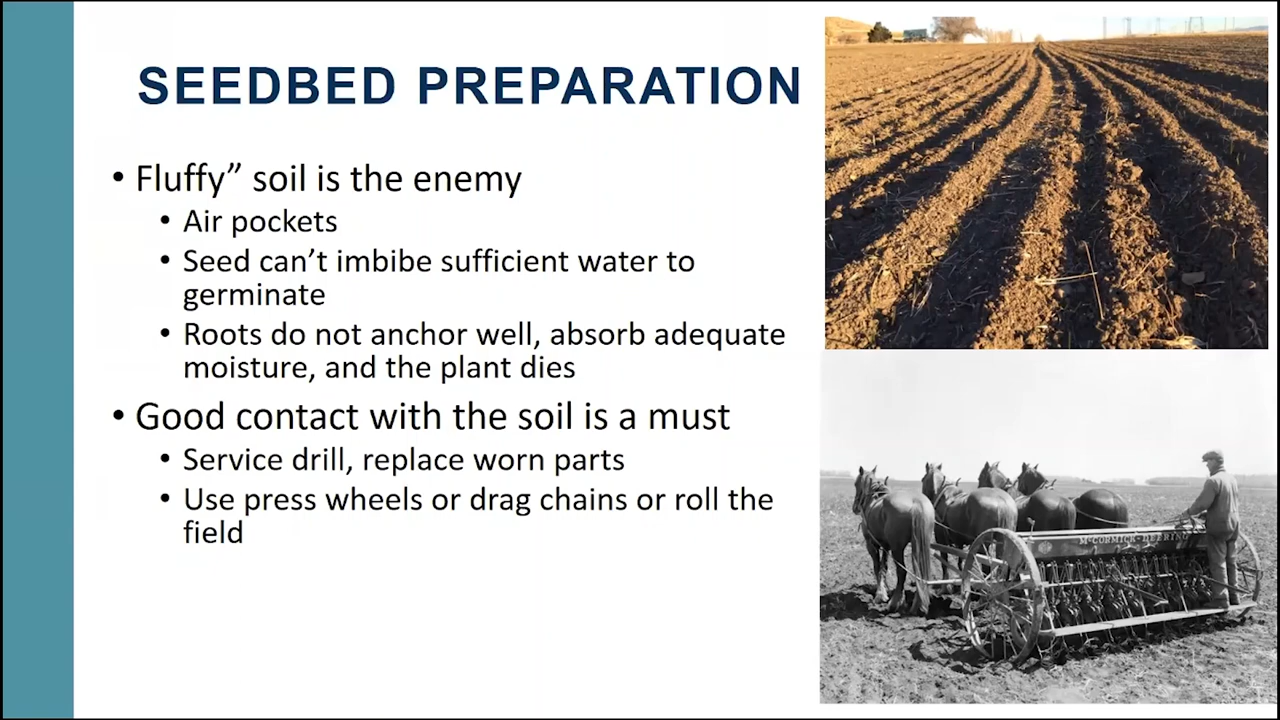 SEEDBED PREPARATION
• Fluffy” soil is the enemy
• Air pockets
• Seed can’t imbibe sufficient water to
germinate
• Roots do not anchor well, absorb adequate
moisture, and the plant dies
• Good contact with the soil is a must
• Service drill, replace worn parts
• Use press wheels or drag chains or roll the
field
McCORMICK-DEERING